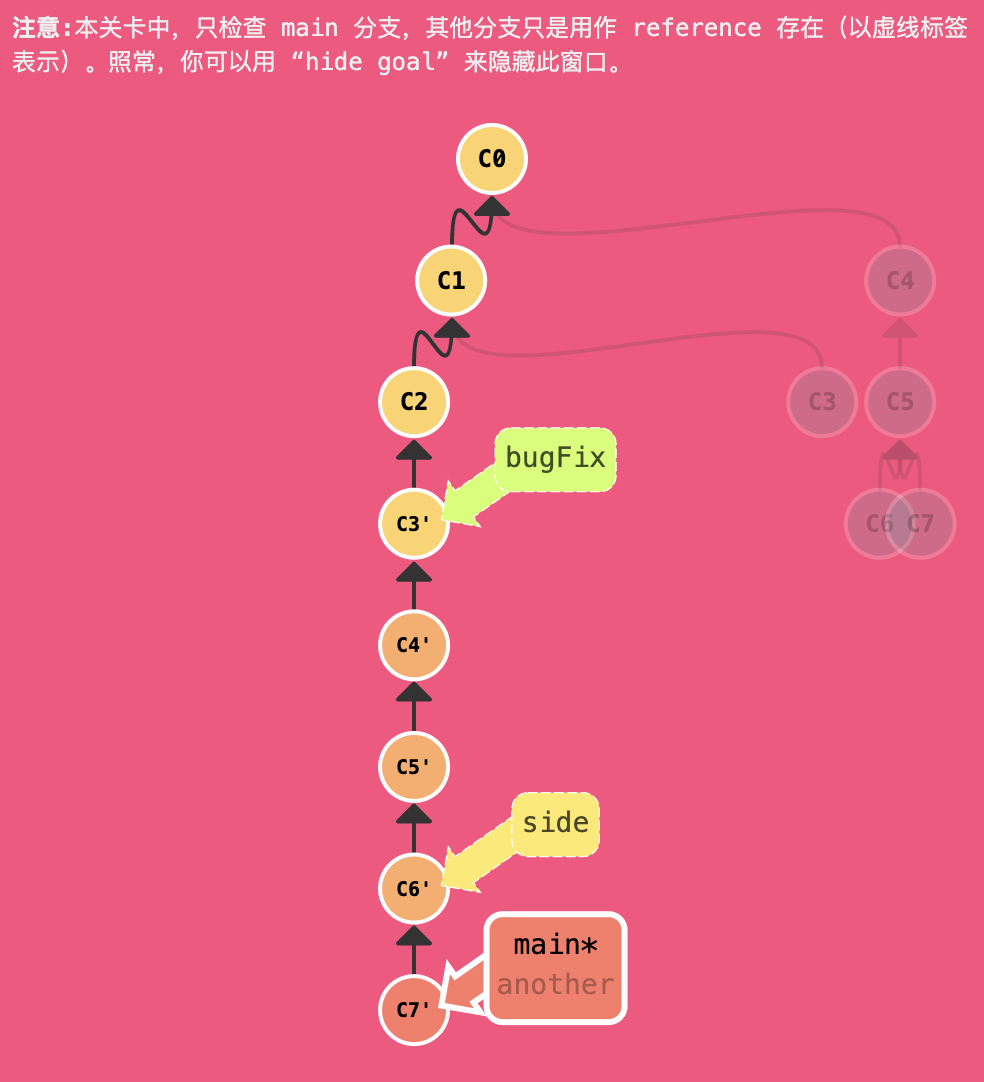 注意:本关卡中，只检查 main 分支，其他分支只是用作 reference 存在（以虚线标签
表示）。照常，你可以用 “hide goal” 来隐藏此窗口。
C0
C1
C4
C2
C3
C5
bugFix
C3'
C6
C7
C4'
C5'
side
C6'
main*
another
C7'